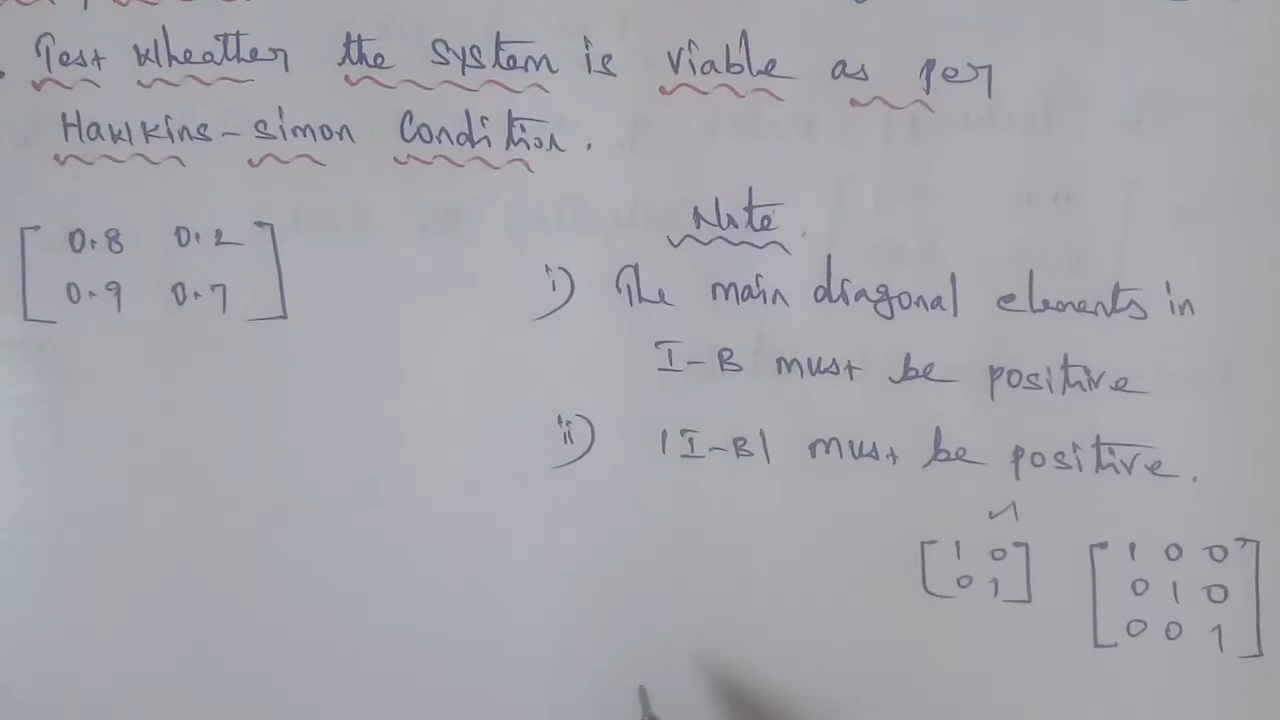 Test Wheather the system is viable as per
Hawkins-simon Condition.
0.8 0.2
0.9 0.7
Note
i) The main diagonal elements in
I-B must be positive
ii) |I-B| must be positive.
1 0
0 1
1 0 0
0 1 0
0 0 1